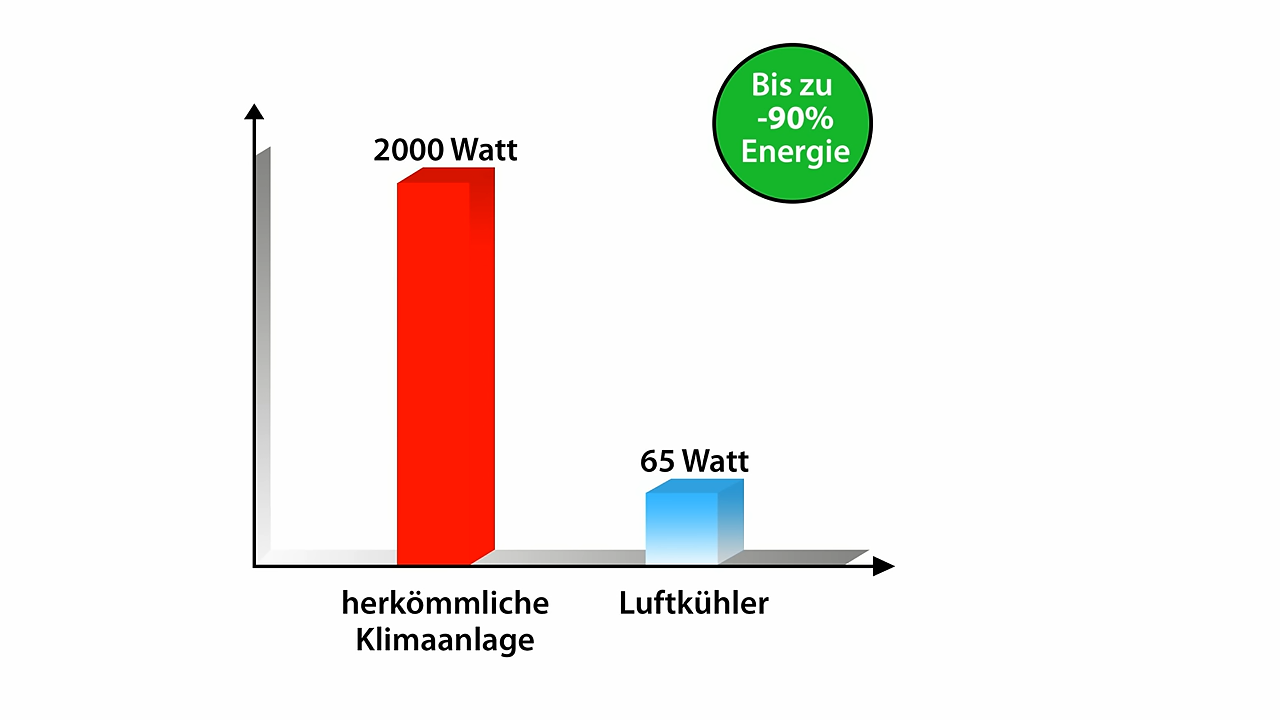 Bis zu
-90%
Energie
2000 Watt
65 Watt
herkömmliche
Klimaanlage
Luftkühler